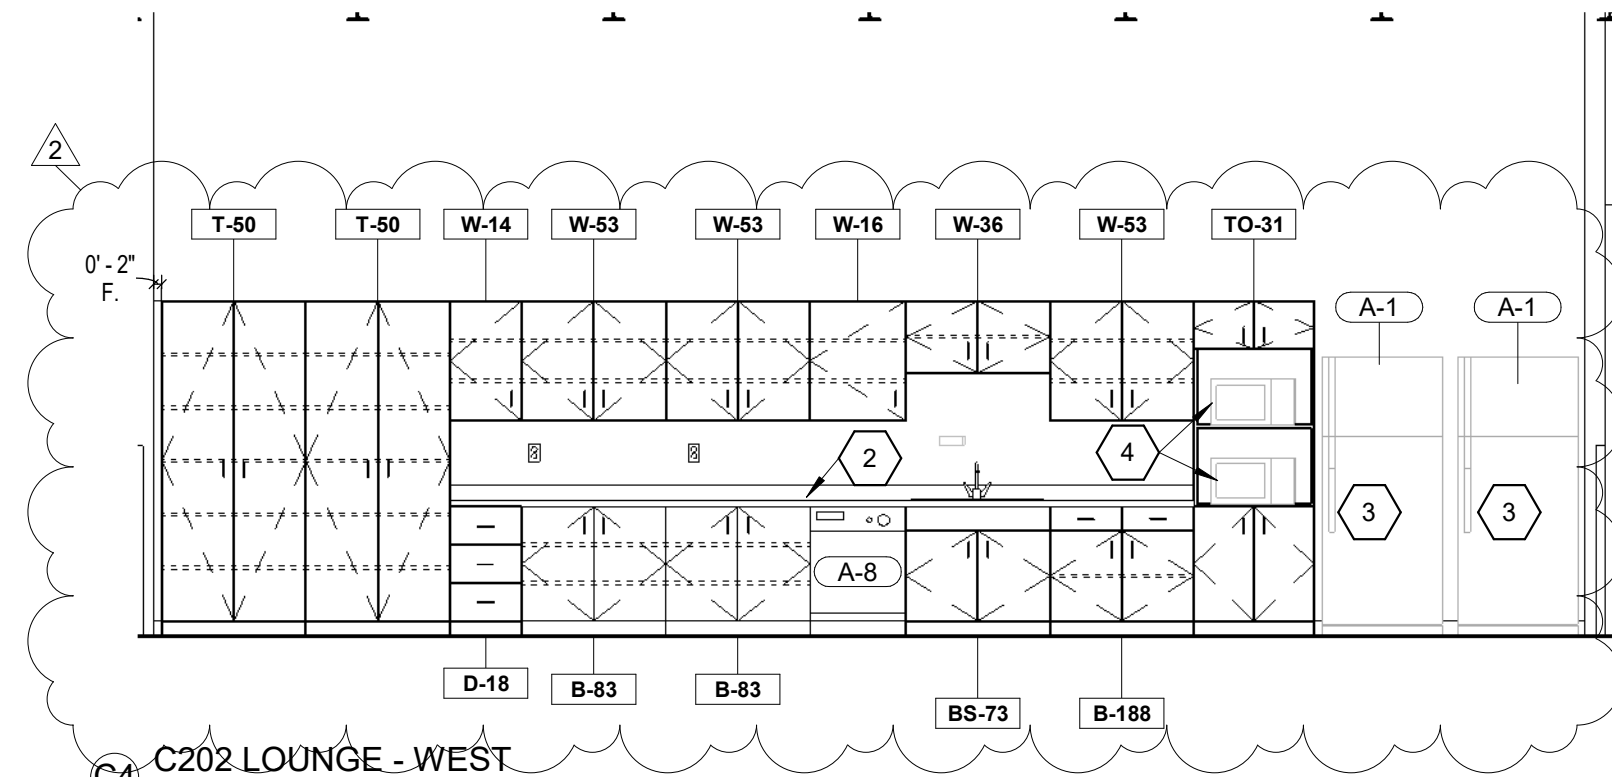 2
T-50 T-50 W-14 W-53 W-53 W-16 W-36 W-53 TO-31
0' - 2"
F.
A-1 A-1
2
4
3 3
A-8
D-18 B-83 B-83
BS-73 B-188
C4 C202 LOUNGE - WEST